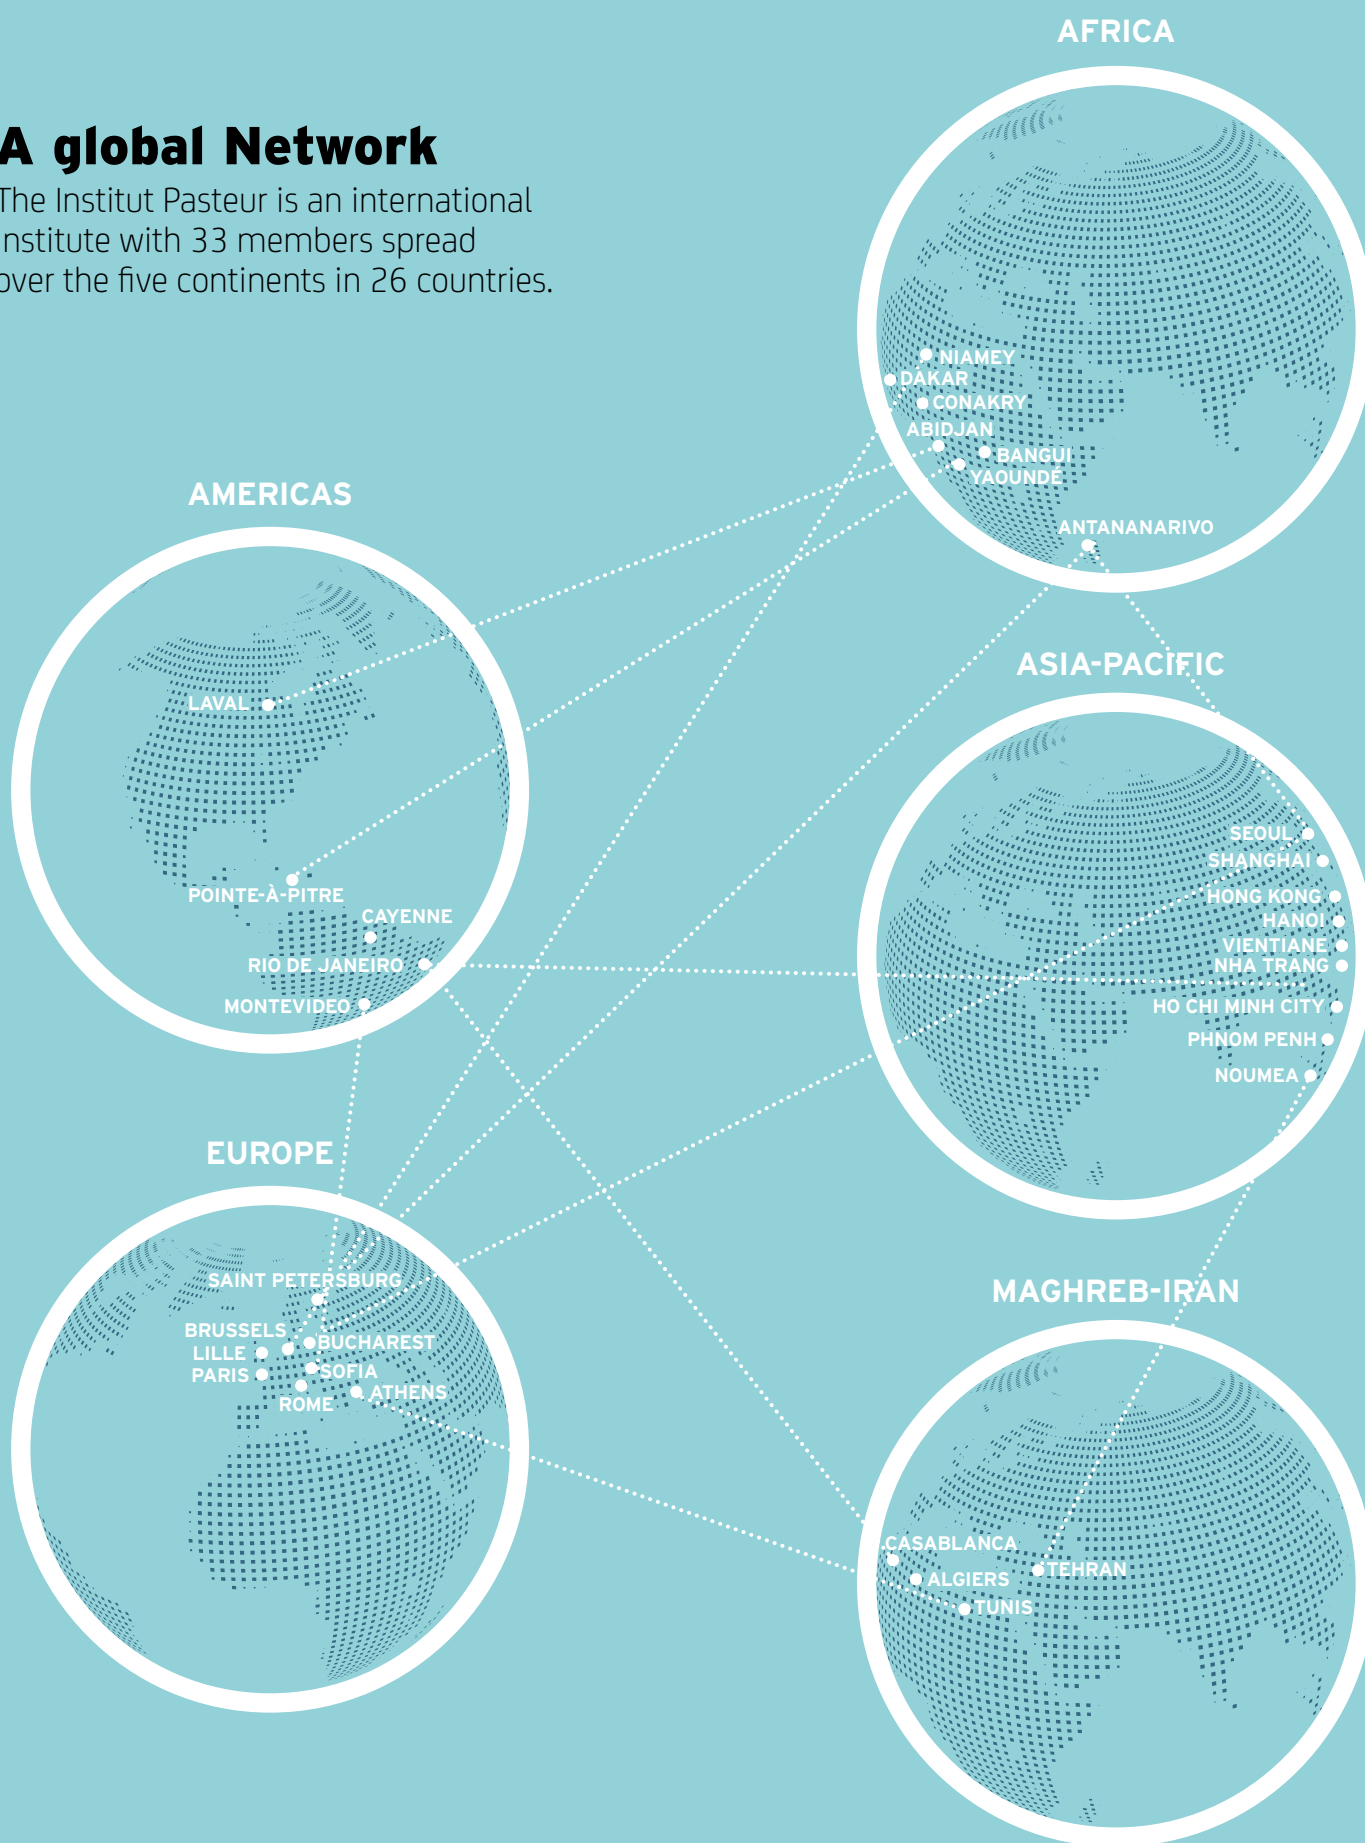 A global Network
The Institut Pasteur is an international
institute with 33 members spread
over the five continents in 26 countries.
AFRICA
NIAMEY
DAKAR
CONAKRY
ABIDJAN
BANGUI
YAOUNDÉ
ANTANANARIVO
AMERICAS
LAVAL
POINTE-À-PITRE
CAYENNE
RIO DE JANEIRO
MONTEVIDEO
ASIA-PACIFIC
SEOUL
SHANGHAI
HONG KONG
HANOI
VIENTIANE
NHA TRANG
HO CHI MINH CITY
PHNOM PENH
NOUMEA
EUROPE
SAINT PETERSBURG
BRUSSELS
BUCHAREST
LILLE
SOFIA
PARIS
ATHENS
ROME
MAGHREB-IRAN
CASABLANCA
TEHRAN
ALGIERS
TUNIS